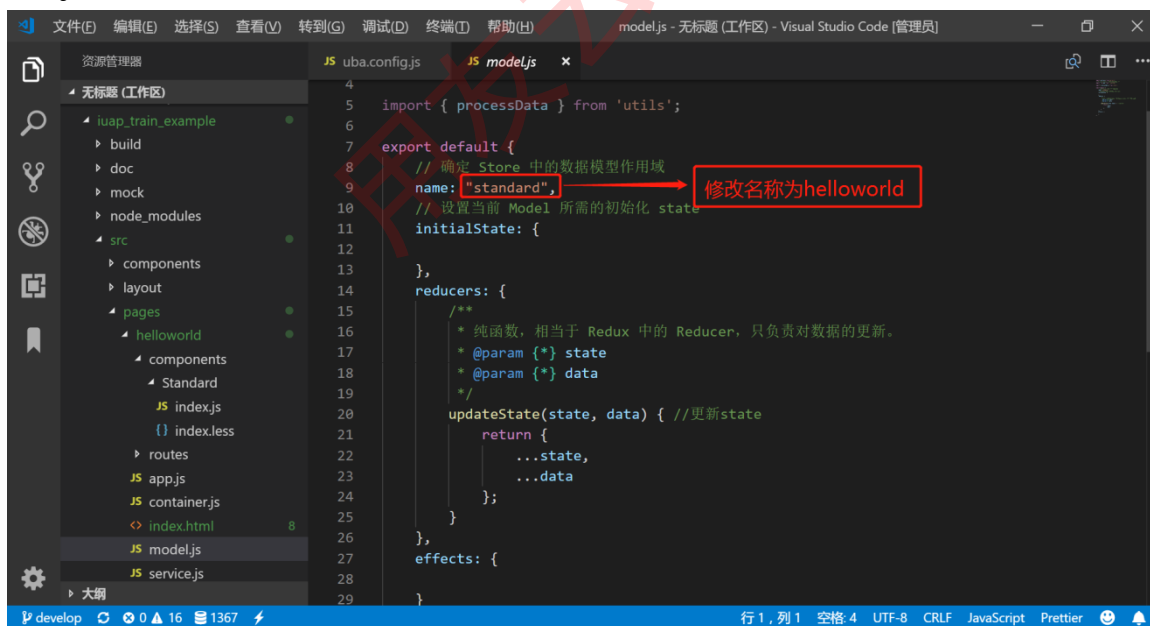 文件(F) 编辑(E) 选择(S) 查看(V) 转到(G) 调试(D) 终端(T) 帮助(H) model.js - 无标题 (工作区) - Visual Studio Code [管理员]
资源管理器
JS uba.config.js JS model.js ×
无标题 (工作区)
iuap_train_example
build
doc
mock
node_modules
src
components
layout
pages
helloworld
components
Standard
JS index.js
{} index.less
routes
JS app.js
JS container.js
<> index.html 8
JS model.js
JS service.js
大纲
4
5 import { processData } from 'utils';
6
7 export default {
8 // 确定 Store 中的数据模型作用域
9 name: "standard",
修改名称为helloworld
10 // 设置当前 Model 所需的初始化 state
11 initialState: {
12
13 },
14 reducers: {
15 /**
16 * 纯函数，相当于 Redux 中的 Reducer，只负责对数据的更新。
17 * @param {*} state
18 * @param {*} data
19 */
20 updateState(state, data) { //更新state
21 return {
22 ...state,
23 ...data
24 };
25 }
26 },
27 effects: {
28
29 }
develop 0 16 1367 行 1，列 1 空格: 4 UTF-8 CRLF JavaScript Prettier
用友云